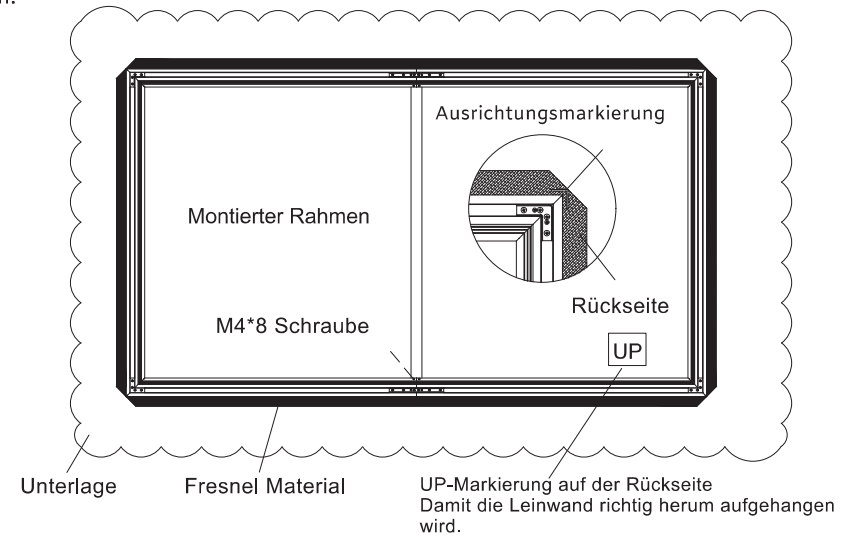 Ausrichtungsmarkierung
Montierter Rahmen
Rückseite
M4*8 Schraube
UP
Unterlage
Fresnel Material
UP-Markierung auf der Rückseite
Damit die Leinwand richtig herum aufgehangen
wird.